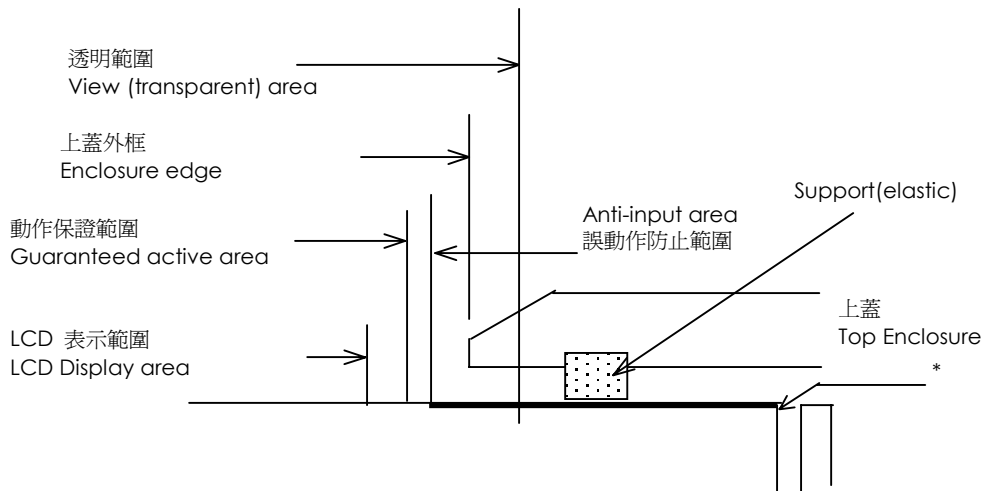 透明範圍
View (transparent) area
上蓋外框
Enclosure edge
Support(elastic)
動作保證範圍
Guaranteed active area
Anti-input area
誤動作防止範圍
LCD 表示範圍
LCD Display area
上蓋
Top Enclosure
*